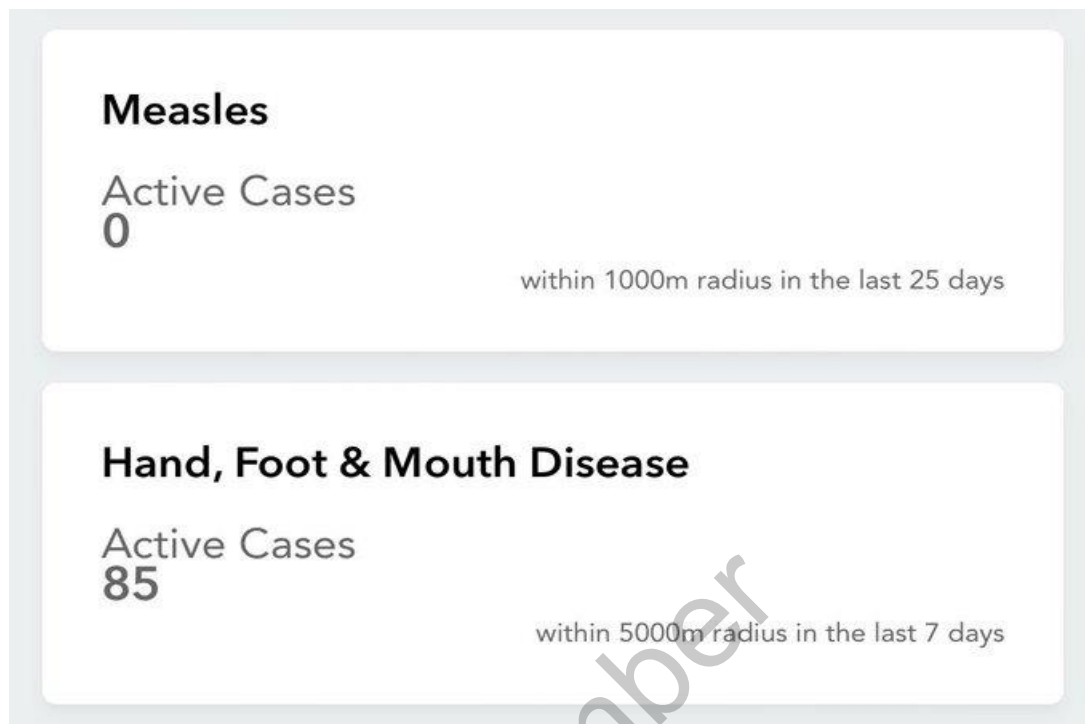 Measles
Active Cases
0
within 1000m radius in the last 25 days
Hand, Foot & Mouth Disease
Active Cases
85
within 5000m radius in the last 7 days